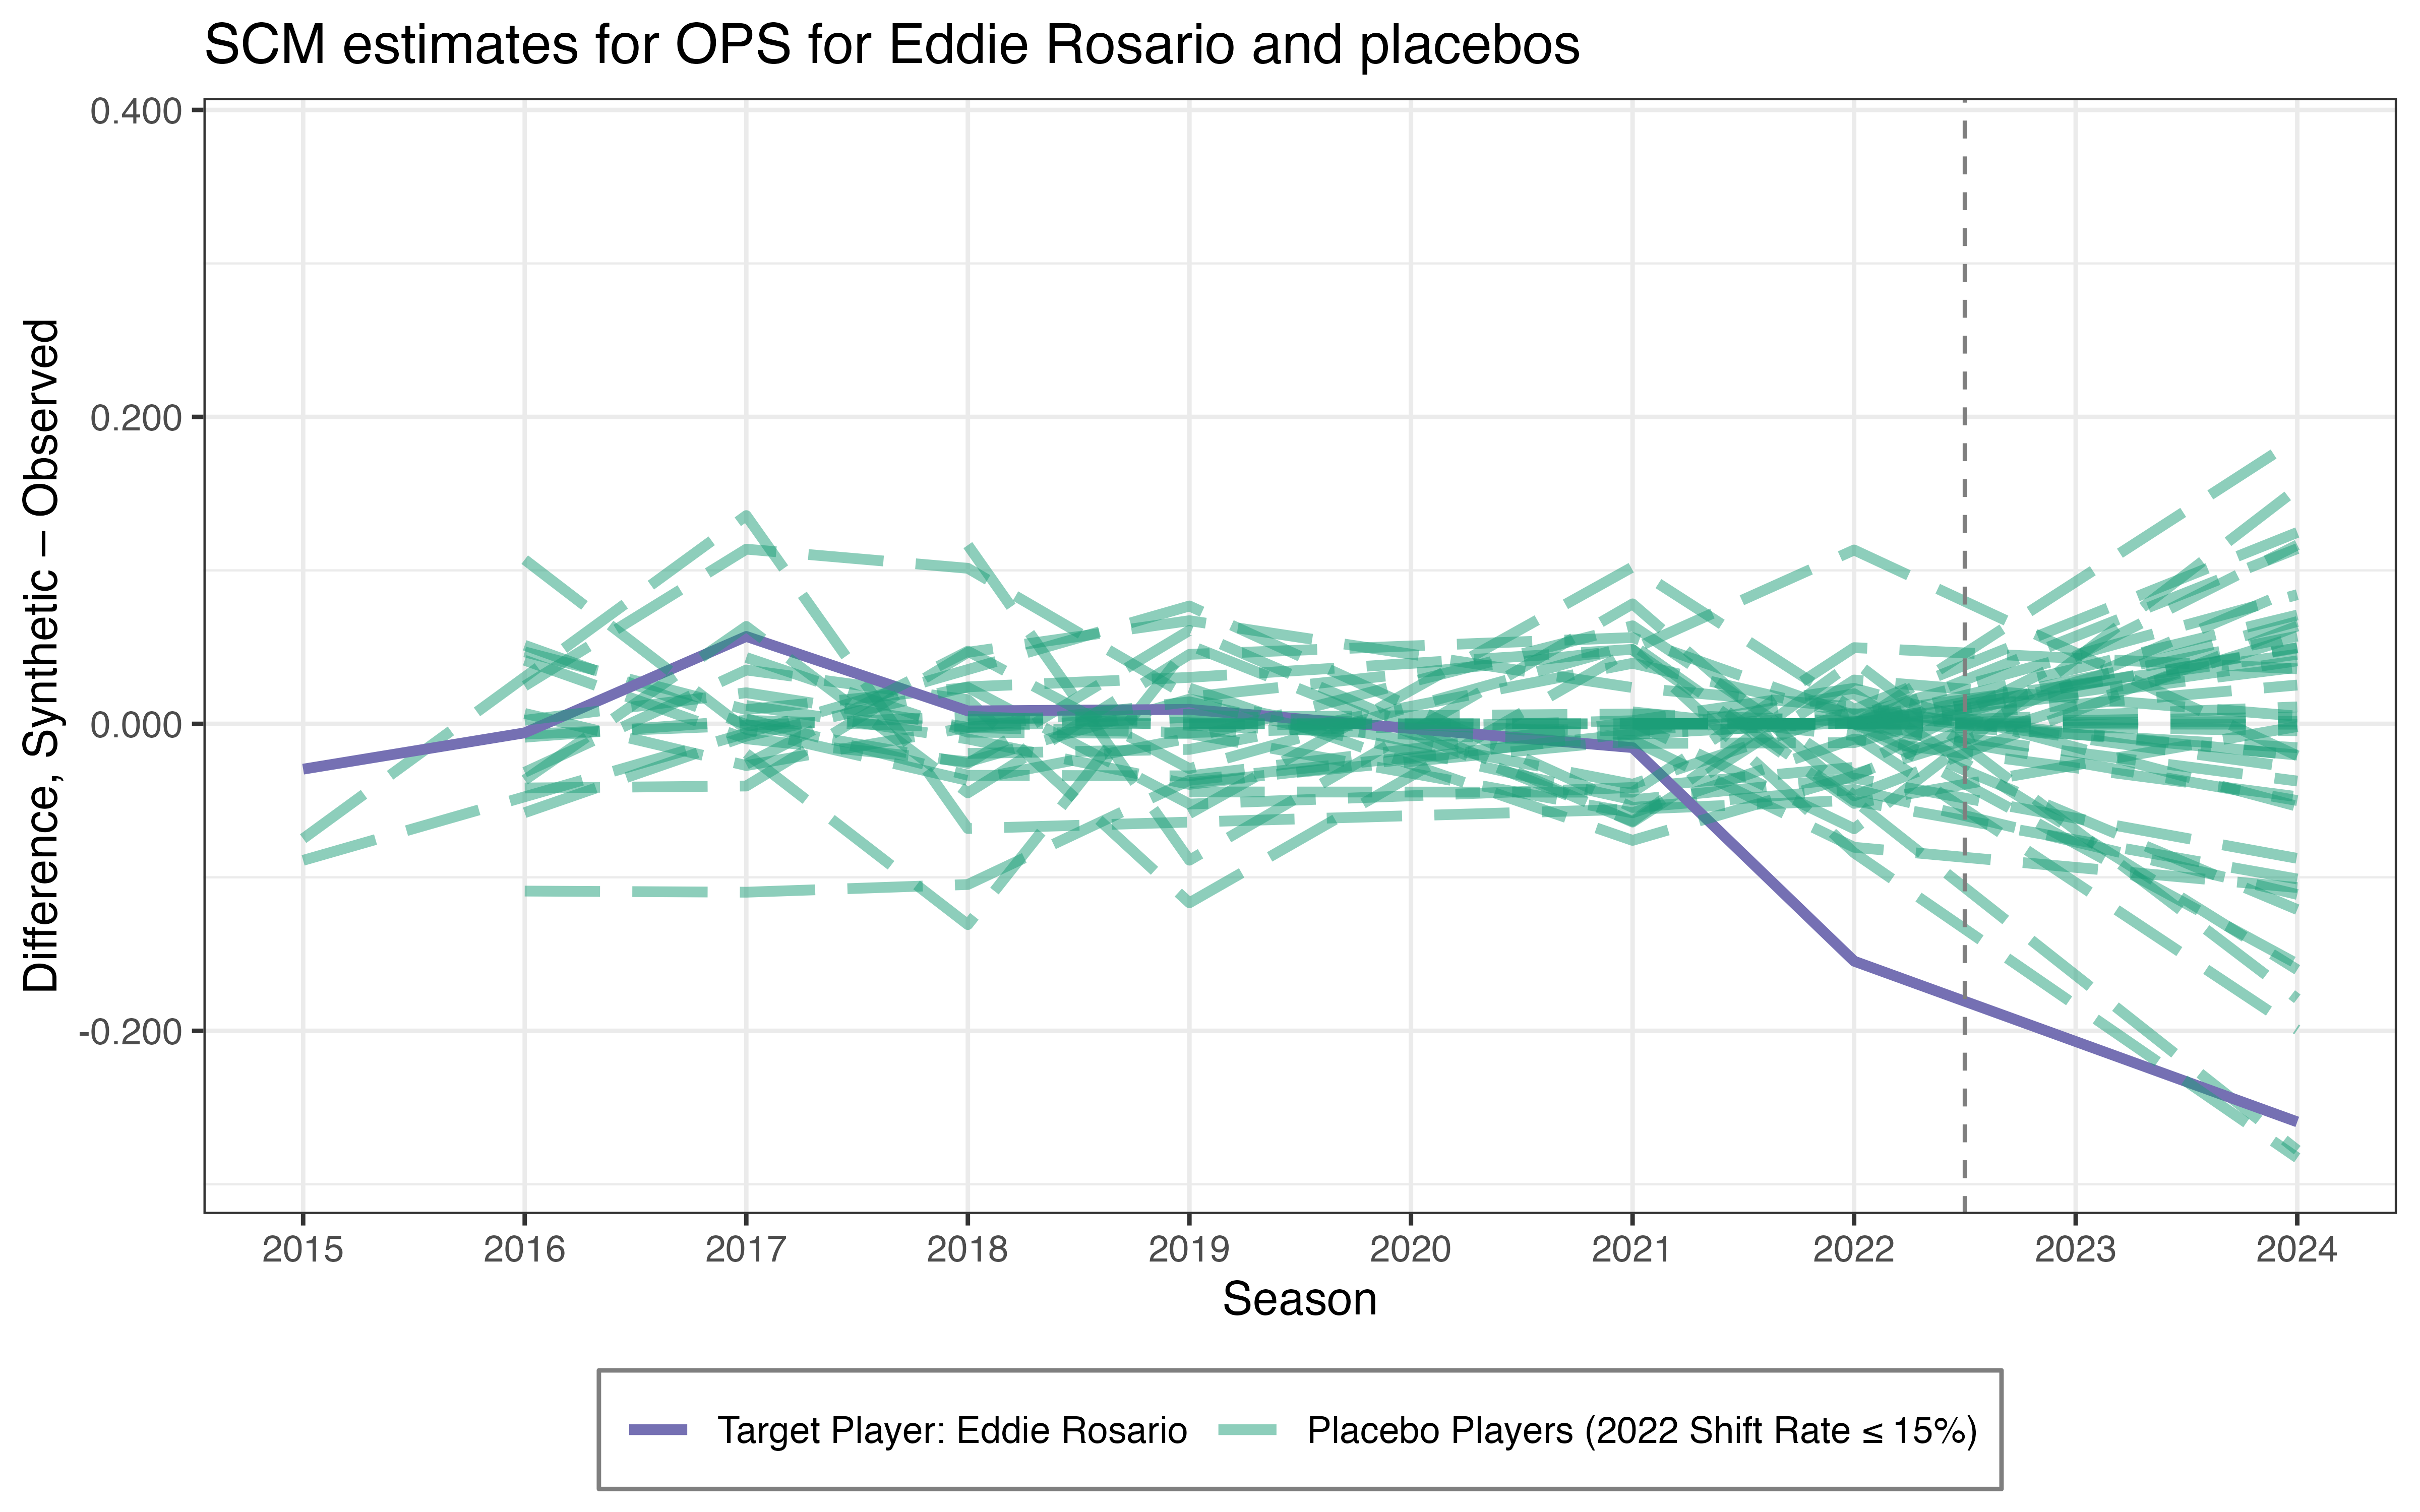 SCM estimates for OPS for Eddie Rosario and placebos
Difference, Synthetic – Observed
0.400
0.200
0.000
-0.200
2015 2016 2017 2018 2019 2020 2021 2022 2023 2024
Season
Target Player: Eddie Rosario Placebo Players (2022 Shift Rate ≤ 15%)